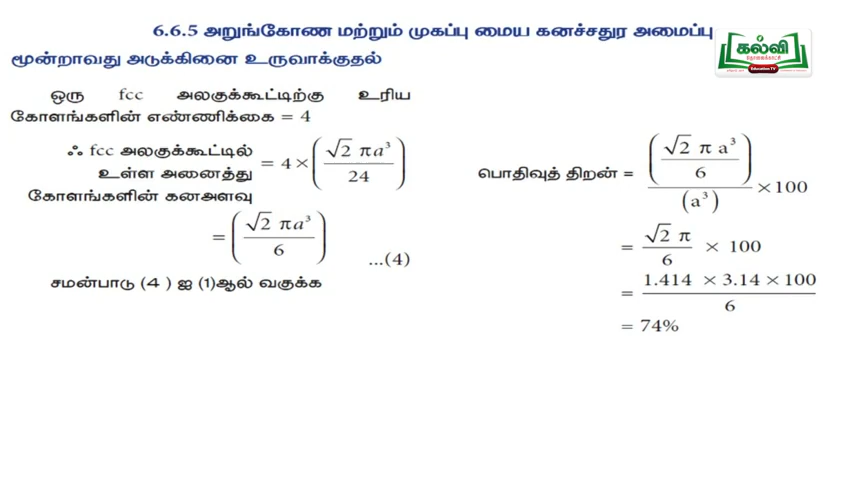 6.6.5 அறுங்கோண மற்றும் முகப்பு மைய கனச்சதுர அமைப்பு
கல்வி
தொலைக்காட்சி
Education TV
மூன்றாவது அடுக்கினை உருவாக்குதல்
ஒரு fcc அலகுக்கூட்டிற்கு உரிய
கோளங்களின் எண்ணிக்கை = 4
ஃ fcc அலகுக்கூட்டில்
உள்ள அனைத்து
கோளங்களின் கனஅளவு
= 4 × (√2 πa³ / 24)
= (√2 πa³ / 6) ...(4)
சமன்பாடு (4 ) ஐ (1)ஆல் வகுக்க
பொதிவுத் திறன் = (√2 π a³ / 6) / (a³) × 100
= √2 π / 6 × 100
= 1.414 × 3.14 × 100 / 6
= 74%